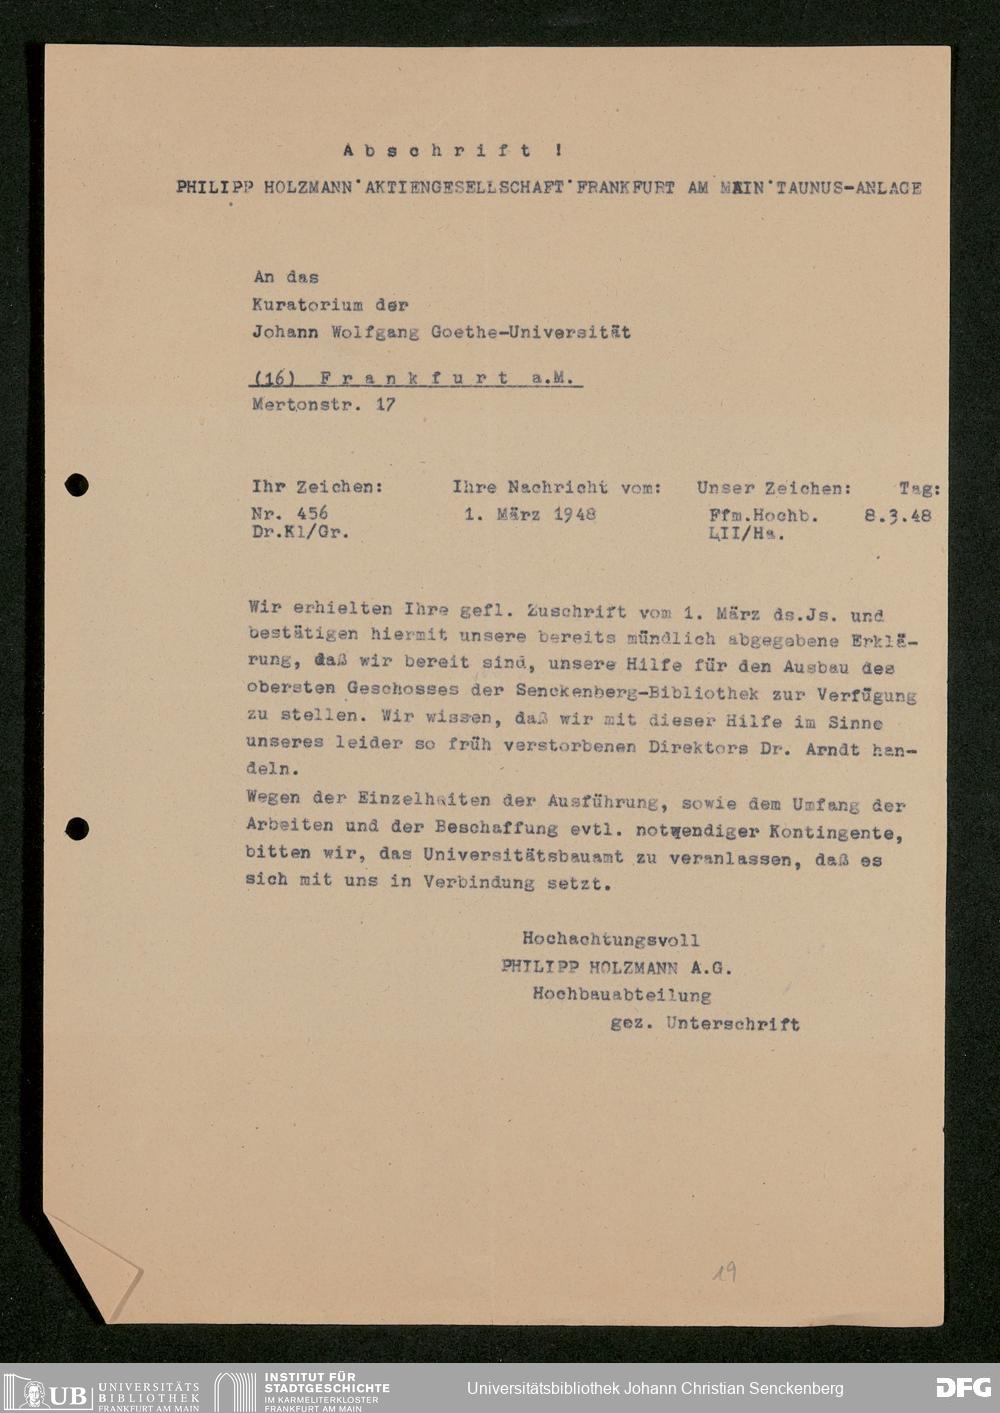 A b s c h r i f t !
PHILIPP HOLZMANN·AKTIENGESELLSCHAFT·FRANKFURT AM MAIN·TAUNUS-ANLAGE
An das
Kuratorium der
Johann Wolfgang Goethe-Universität
(16) F r a n k f u r t a.M.
Mertonstr. 17
Ihr Zeichen: Ihre Nachricht vom: Unser Zeichen: Tag:
Nr. 456 1. März 1948 Ffm.Hochb. 8.3.48
Dr.Kl/Gr. LII/Ha.
Wir erhielten Ihre gefl. Zuschrift vom 1. März ds.Js. und
bestätigen hiermit unsere bereits mündlich abgegebene Erklä-
rung, daß wir bereit sind, unsere Hilfe für den Ausbau des
obersten Geschosses der Senckenberg-Bibliothek zur Verfügung
zu stellen. Wir wissen, daß wir mit dieser Hilfe im Sinne
unseres leider so früh verstorbenen Direktors Dr. Arndt han-
deln.
Wegen der Einzelheiten der Ausführung, sowie dem Umfang der
Arbeiten und der Beschaffung evtl. notwendiger Kontingente,
bitten wir, das Universitätsbauamt zu veranlassen, daß es
sich mit uns in Verbindung setzt.
Hochachtungsvoll
PHILIPP HOLZMANN A.G.
Hochbauabteilung
gez. Unterschrift
19
UB UNIVERSITÄTS
BIBLIOTHEK
FRANKFURT AM MAIN
INSTITUT FÜR
STADTGESCHICHTE
IM KARMELITERKLOSTER
FRANKFURT AM MAIN
Universitätsbibliothek Johann Christian Senckenberg
DFG